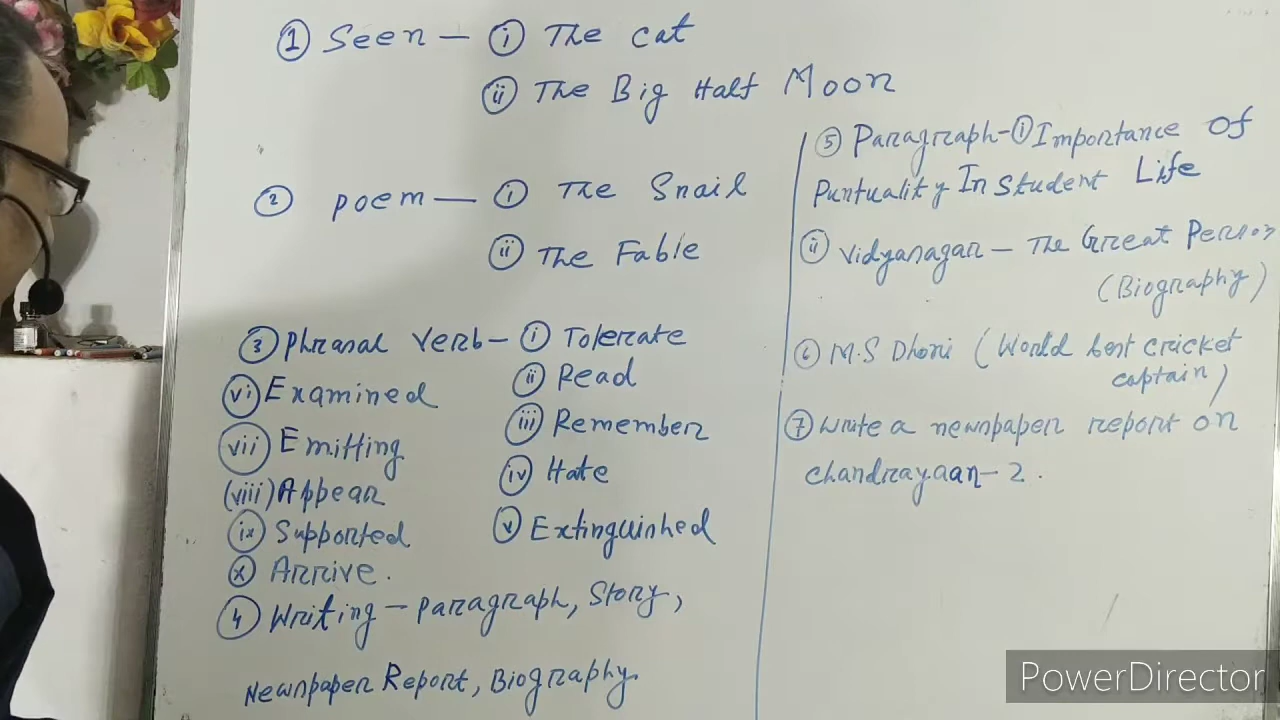 ① Seen – ⓘ The cat
ⓘⓘ The Big Half Moon
② poem – ⓘ The Snail
ⓘⓘ The Fable
③ Phrasal verb – ⓘ Tolerate
ii Read
iii Remember
iv Hate
v Extinguished
vi Examined
vii Emitting
(viii) Appear
ix Supported
x Arrive.
④ Writing – paragraph, Story,
Newspaper Report, Biography.
⑤ Paragraph – ⓘ Importance of
Puntuality In Student Life
ii Vidyasagar – The Great Person
(Biography)
⑥ M.S Dhoni (World best cricket
captain)
⑦ Write a newspaper report on
chandrayaan – 2.
PowerDirector